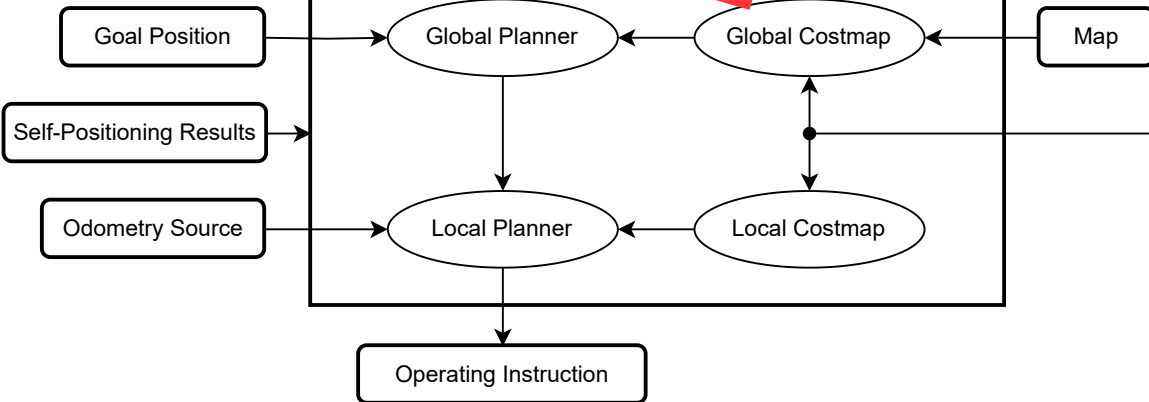 Goal Position
Global Planner
Global Costmap
Map
Self-Positioning Results
Odometry Source
Local Planner
Local Costmap
Operating Instruction